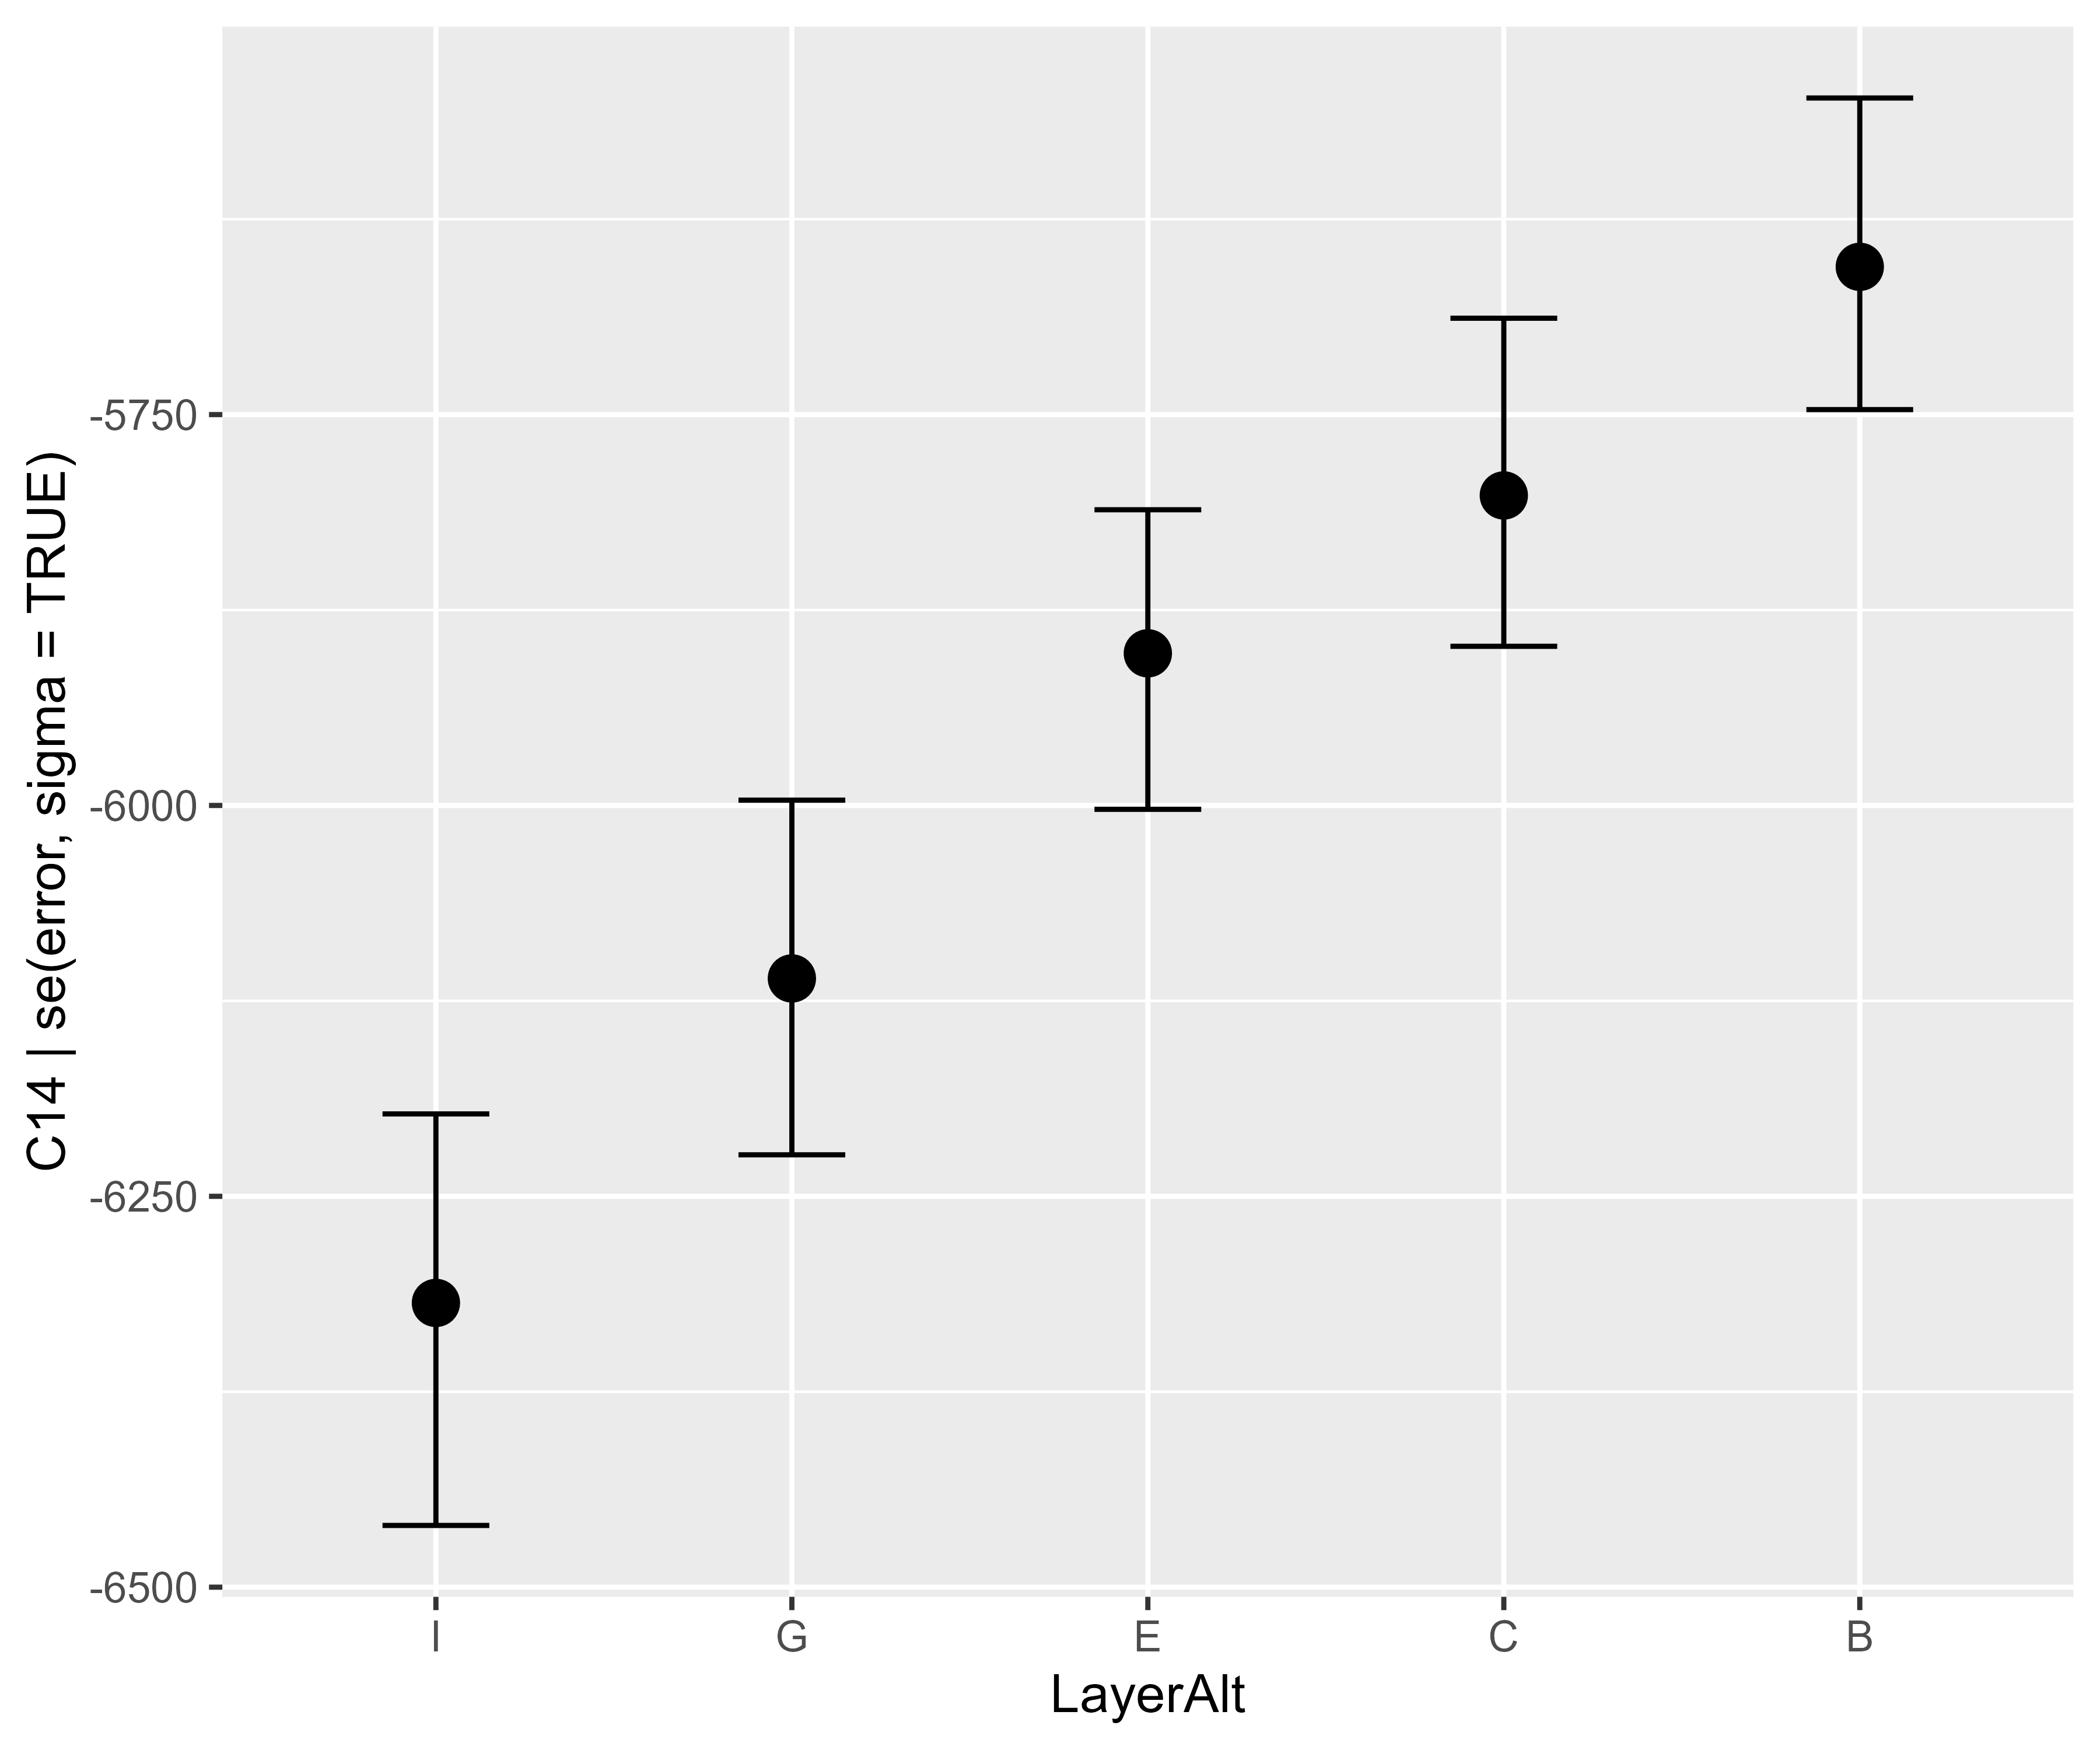 C14 | se(error, sigma = TRUE)
-5750
-6000
-6250
-6500
I G E C B
LayerAlt